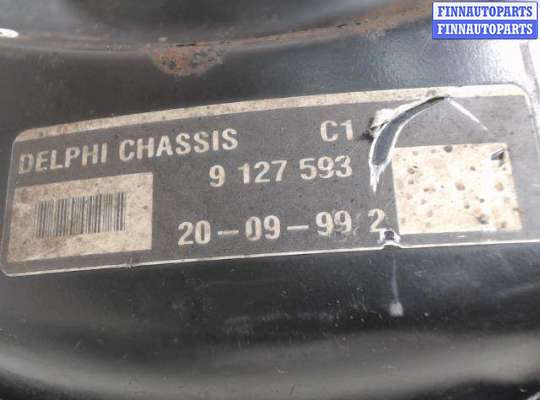 FINNAUTOPARTS
FINNAUTOPARTS
DELPHI CHASSIS C1
9 127 593
20-09-99 2